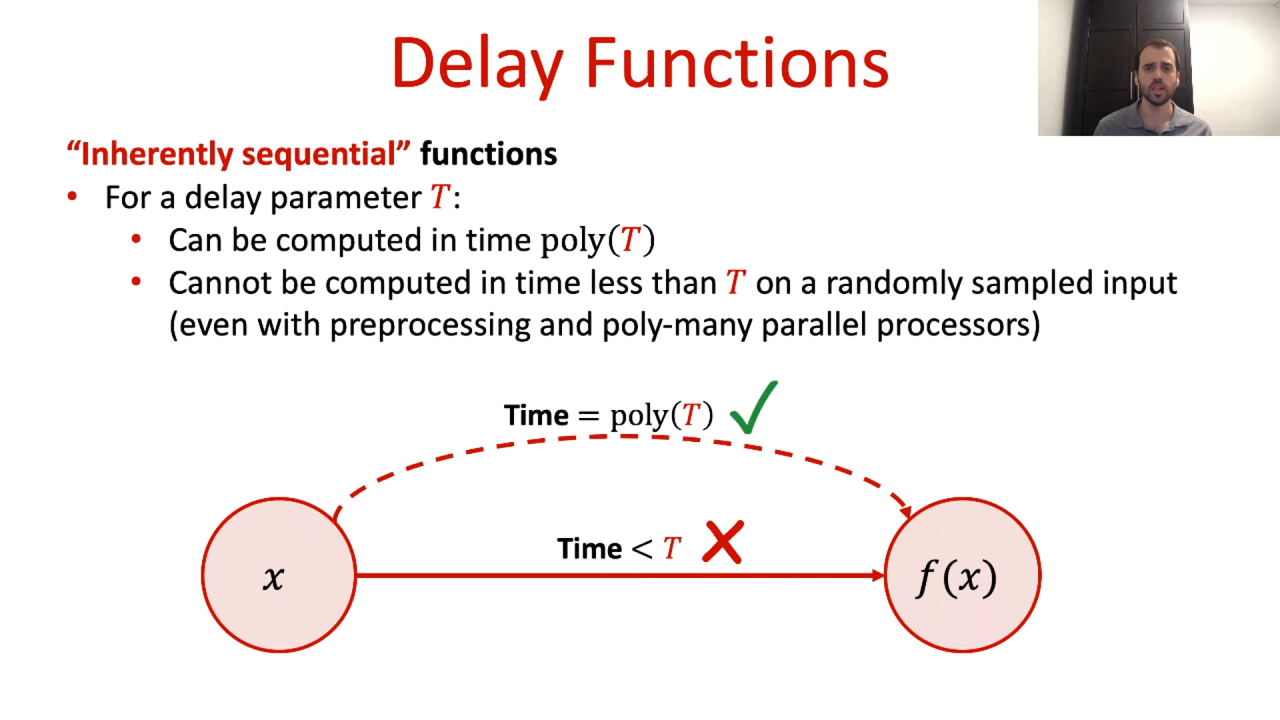 Delay Functions
“Inherently sequential” functions
• For a delay parameter T:
• Can be computed in time poly(T)
• Cannot be computed in time less than T on a randomly sampled input
(even with preprocessing and poly-many parallel processors)
Time = poly(T) ✓
Time < T ✗
x
f(x)